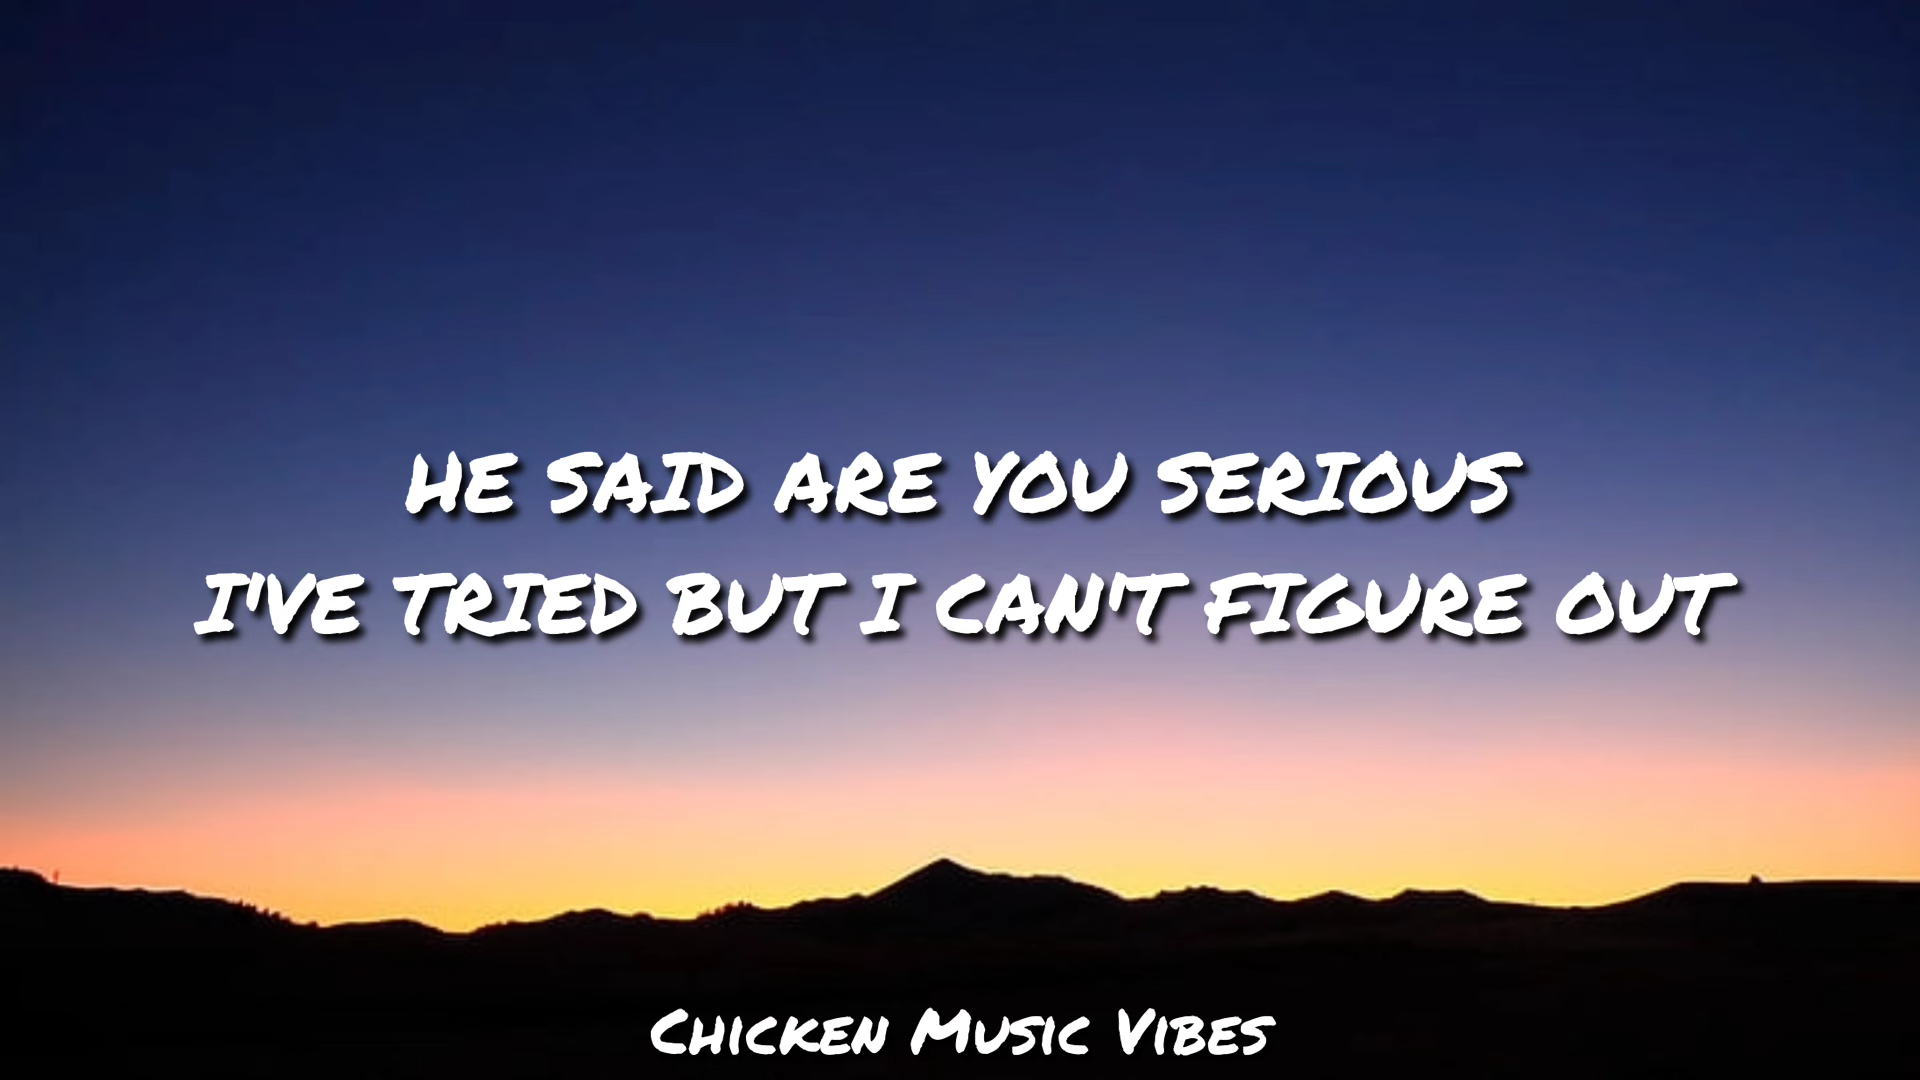 HE SAID ARE YOU SERIOUS
I'VE TRIED BUT I CAN'T FIGURE OUT
CHICKEN MUSIC VIBES